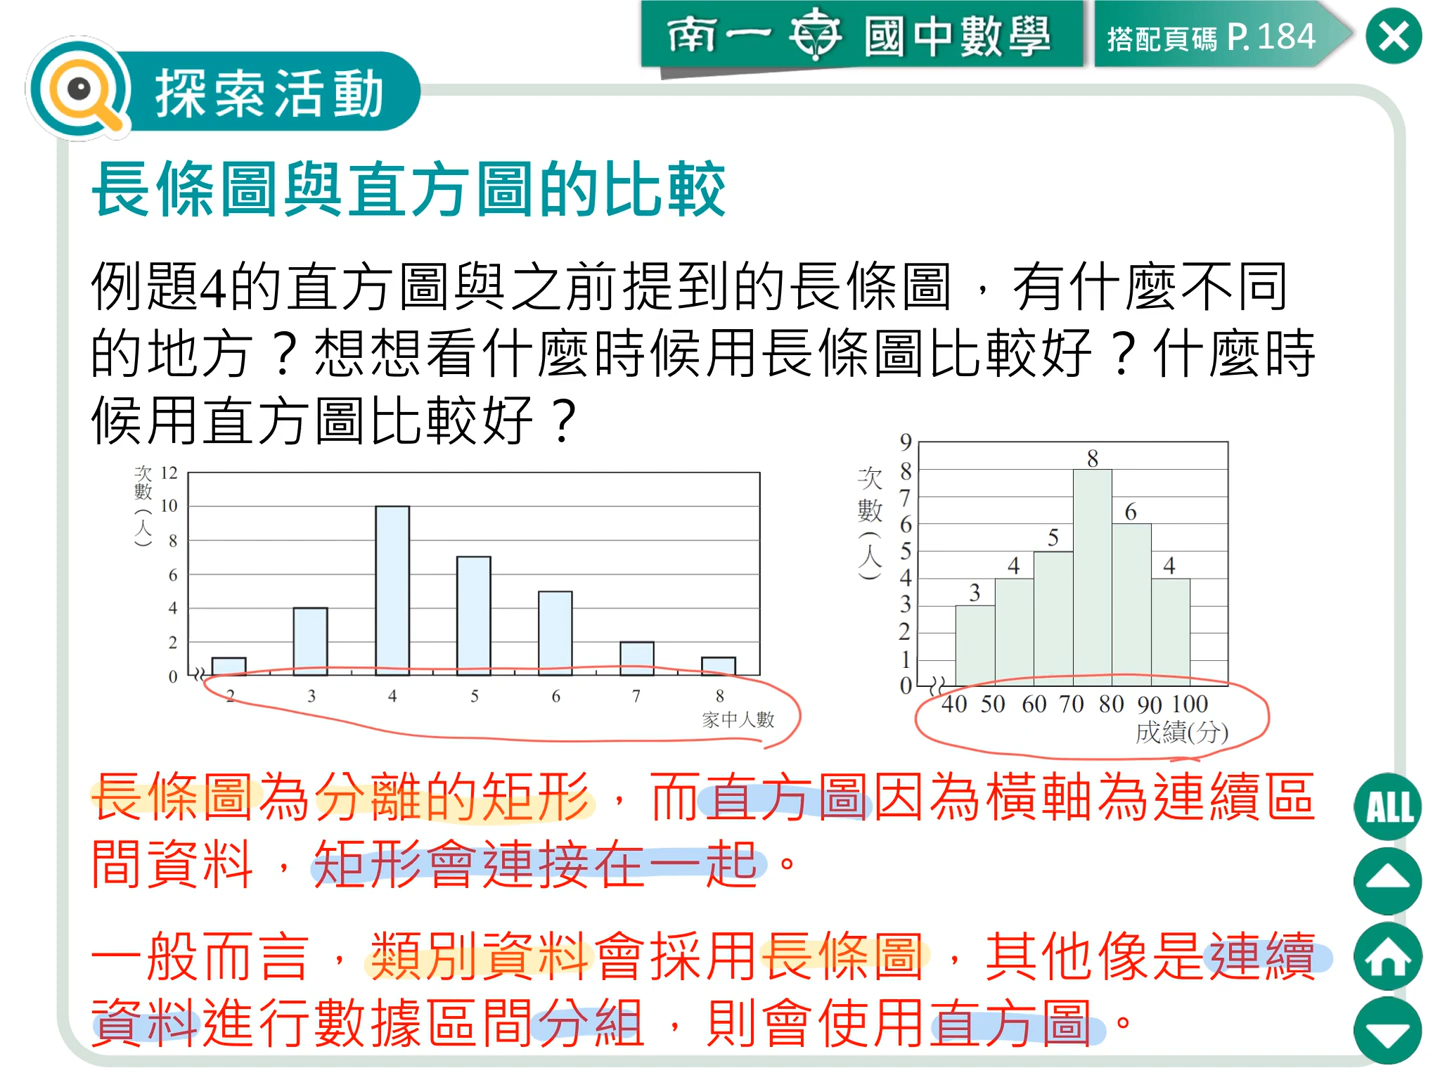 南一 國中數學
搭配頁碼 P. 184
探索活動
長條圖與直方圖的比較
例題4的直方圖與之前提到的長條圖，有什麼不同
的地方？想想看什麼時候用長條圖比較好？什麼時
候用直方圖比較好？
次數(人)
12
10
8
6
4
2
0
2 3 4 5 6 7 8
家中人數
次數(人)
9
8
7
6
5
4
3
2
1
0
3 4 5 8 6 4
40 50 60 70 80 90 100
成績(分)
長條圖為分離的矩形，而直方圖因為橫軸為連續區
間資料，矩形會連接在一起。
一般而言，類別資料會採用長條圖，其他像是連續
資料進行數據區間分組，則會使用直方圖。
ALL